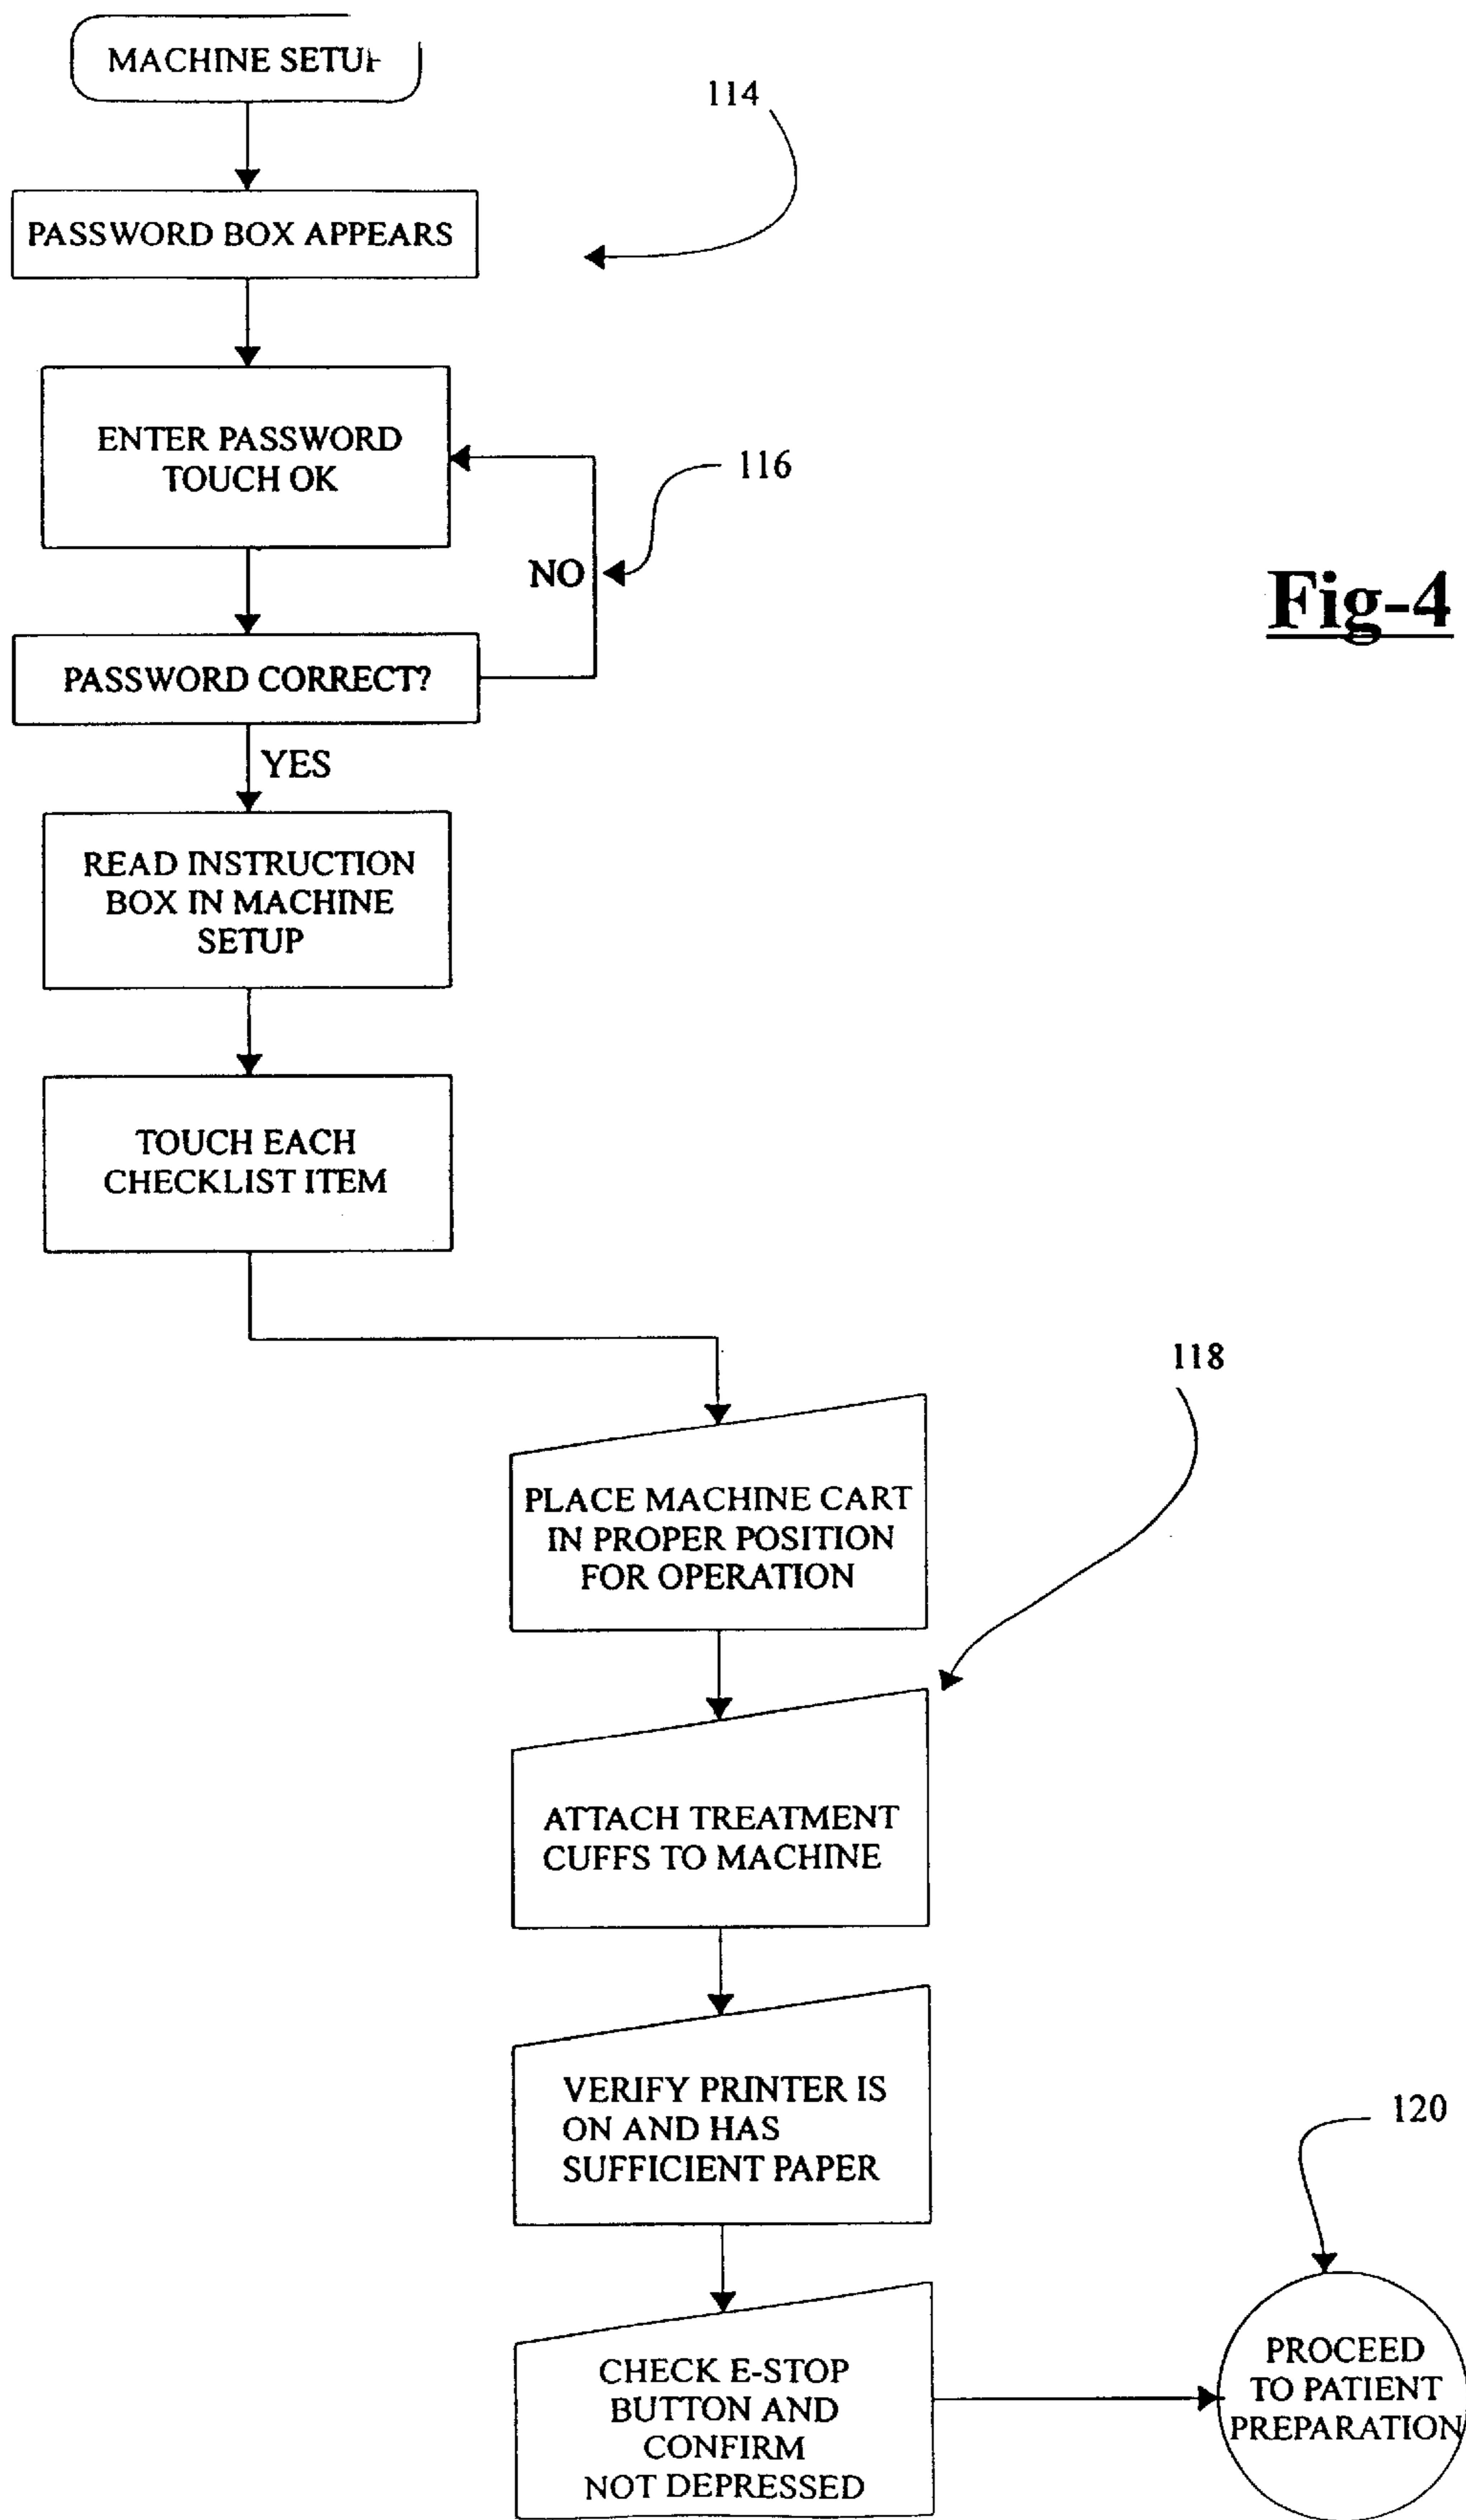 MACHINE SETUP
114
PASSWORD BOX APPEARS
ENTER PASSWORD
TOUCH OK
116
NO
Fig-4
PASSWORD CORRECT?
YES
READ INSTRUCTION
BOX IN MACHINE
SETUP
TOUCH EACH
CHECKLIST ITEM
118
PLACE MACHINE CART
IN PROPER POSITION
FOR OPERATION
ATTACH TREATMENT
CUFFS TO MACHINE
VERIFY PRINTER IS
ON AND HAS
SUFFICIENT PAPER
120
CHECK E-STOP
BUTTON AND
CONFIRM
NOT DEPRESSED
PROCEED
TO PATIENT
PREPARATION